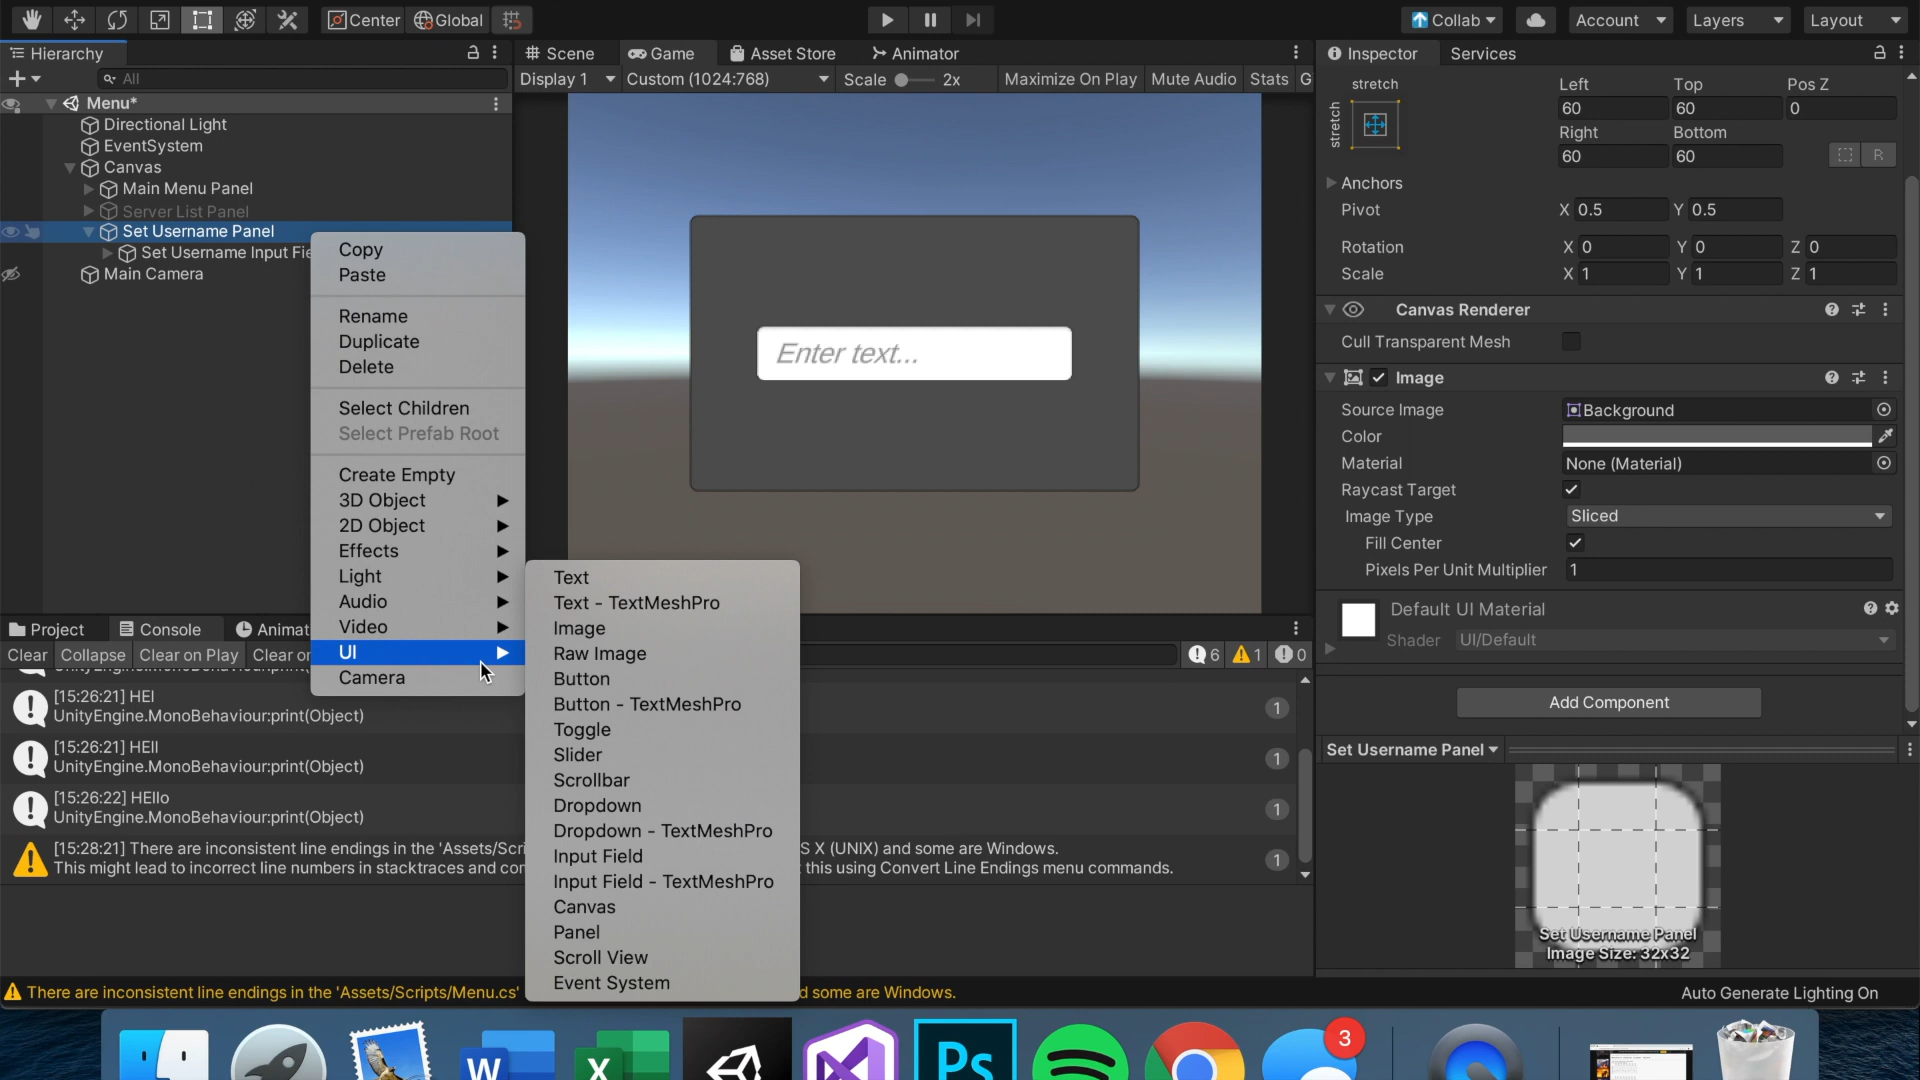 Center
Global
Collab
Account
Layers
Layout
Hierarchy
Scene
Game
Asset Store
Animator
Inspector
Services
All
Display 1
Custom (1024:768)
Scale
2x
Maximize On Play
Mute Audio
Stats
G
Menu*
Directional Light
EventSystem
Canvas
Main Menu Panel
Server List Panel
Set Username Panel
Set Username Input Fie
Main Camera
Copy
Paste
Rename
Duplicate
Delete
Select Children
Select Prefab Root
Create Empty
3D Object
2D Object
Effects
Light
Audio
Video
UI
Camera
Text
Text - TextMeshPro
Image
Raw Image
Button
Button - TextMeshPro
Toggle
Slider
Scrollbar
Dropdown
Dropdown - TextMeshPro
Input Field
Input Field - TextMeshPro
Canvas
Panel
Scroll View
Event System
Enter text...
stretch
stretch
Left Top Pos Z
60 60 0
Right Bottom
60 60
R
Anchors
Pivot X 0.5 Y 0.5
Rotation X 0 Y 0 Z 0
Scale X 1 Y 1 Z 1
Canvas Renderer
Cull Transparent Mesh
Image
Source Image Background
Color
Material None (Material)
Raycast Target
Image Type Sliced
Fill Center
Pixels Per Unit Multiplier 1
Default UI Material
Shader UI/Default
Add Component
Set Username Panel
Set Username Panel
Image Size: 32x32
Project
Console
Animat
Clear
Collapse
Clear on Play
Clear or
6
1
0
[15:26:21] HEl
UnityEngine.MonoBehaviour:print(Object)
1
[15:26:21] HEll
UnityEngine.MonoBehaviour:print(Object)
1
[15:26:22] HEllo
UnityEngine.MonoBehaviour:print(Object)
1
[15:28:21] There are inconsistent line endings in the 'Assets/Scri S X (UNIX) and some are Windows.
This might lead to incorrect line numbers in stacktraces and con this using Convert Line Endings menu commands.
1
There are inconsistent line endings in the 'Assets/Scripts/Menu.cs' d some are Windows.
Auto Generate Lighting On
W
X
Ps
3